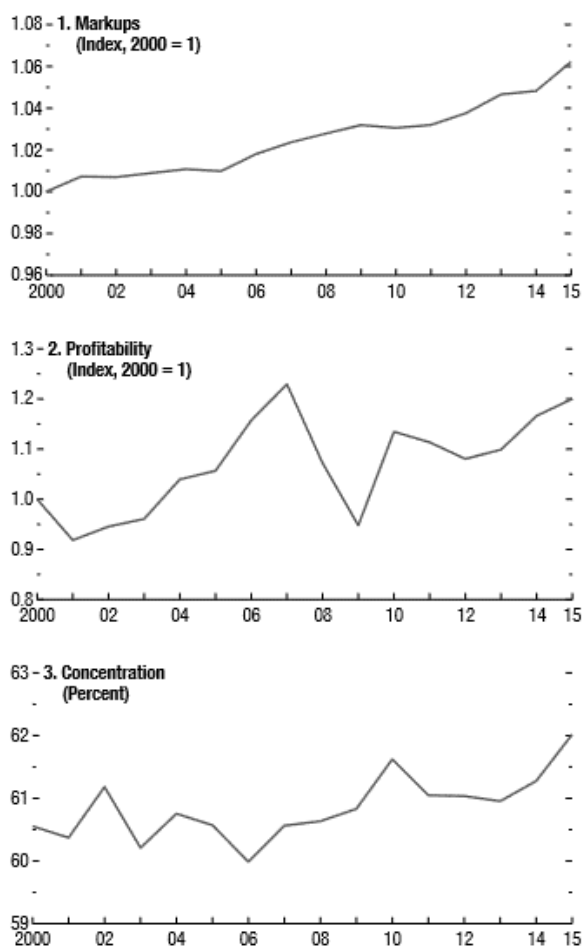 1.08
1. Markups
(Index, 2000 = 1)
1.06
1.04
1.02
1.00
0.98
0.96
2000 02 04 06 08 10 12 14 15
1.3
2. Profitability
(Index, 2000 = 1)
1.2
1.1
1.0
0.9
0.8
2000 02 04 06 08 10 12 14 15
63
3. Concentration
(Percent)
62
61
60
59
2000 02 04 06 08 10 12 14 15